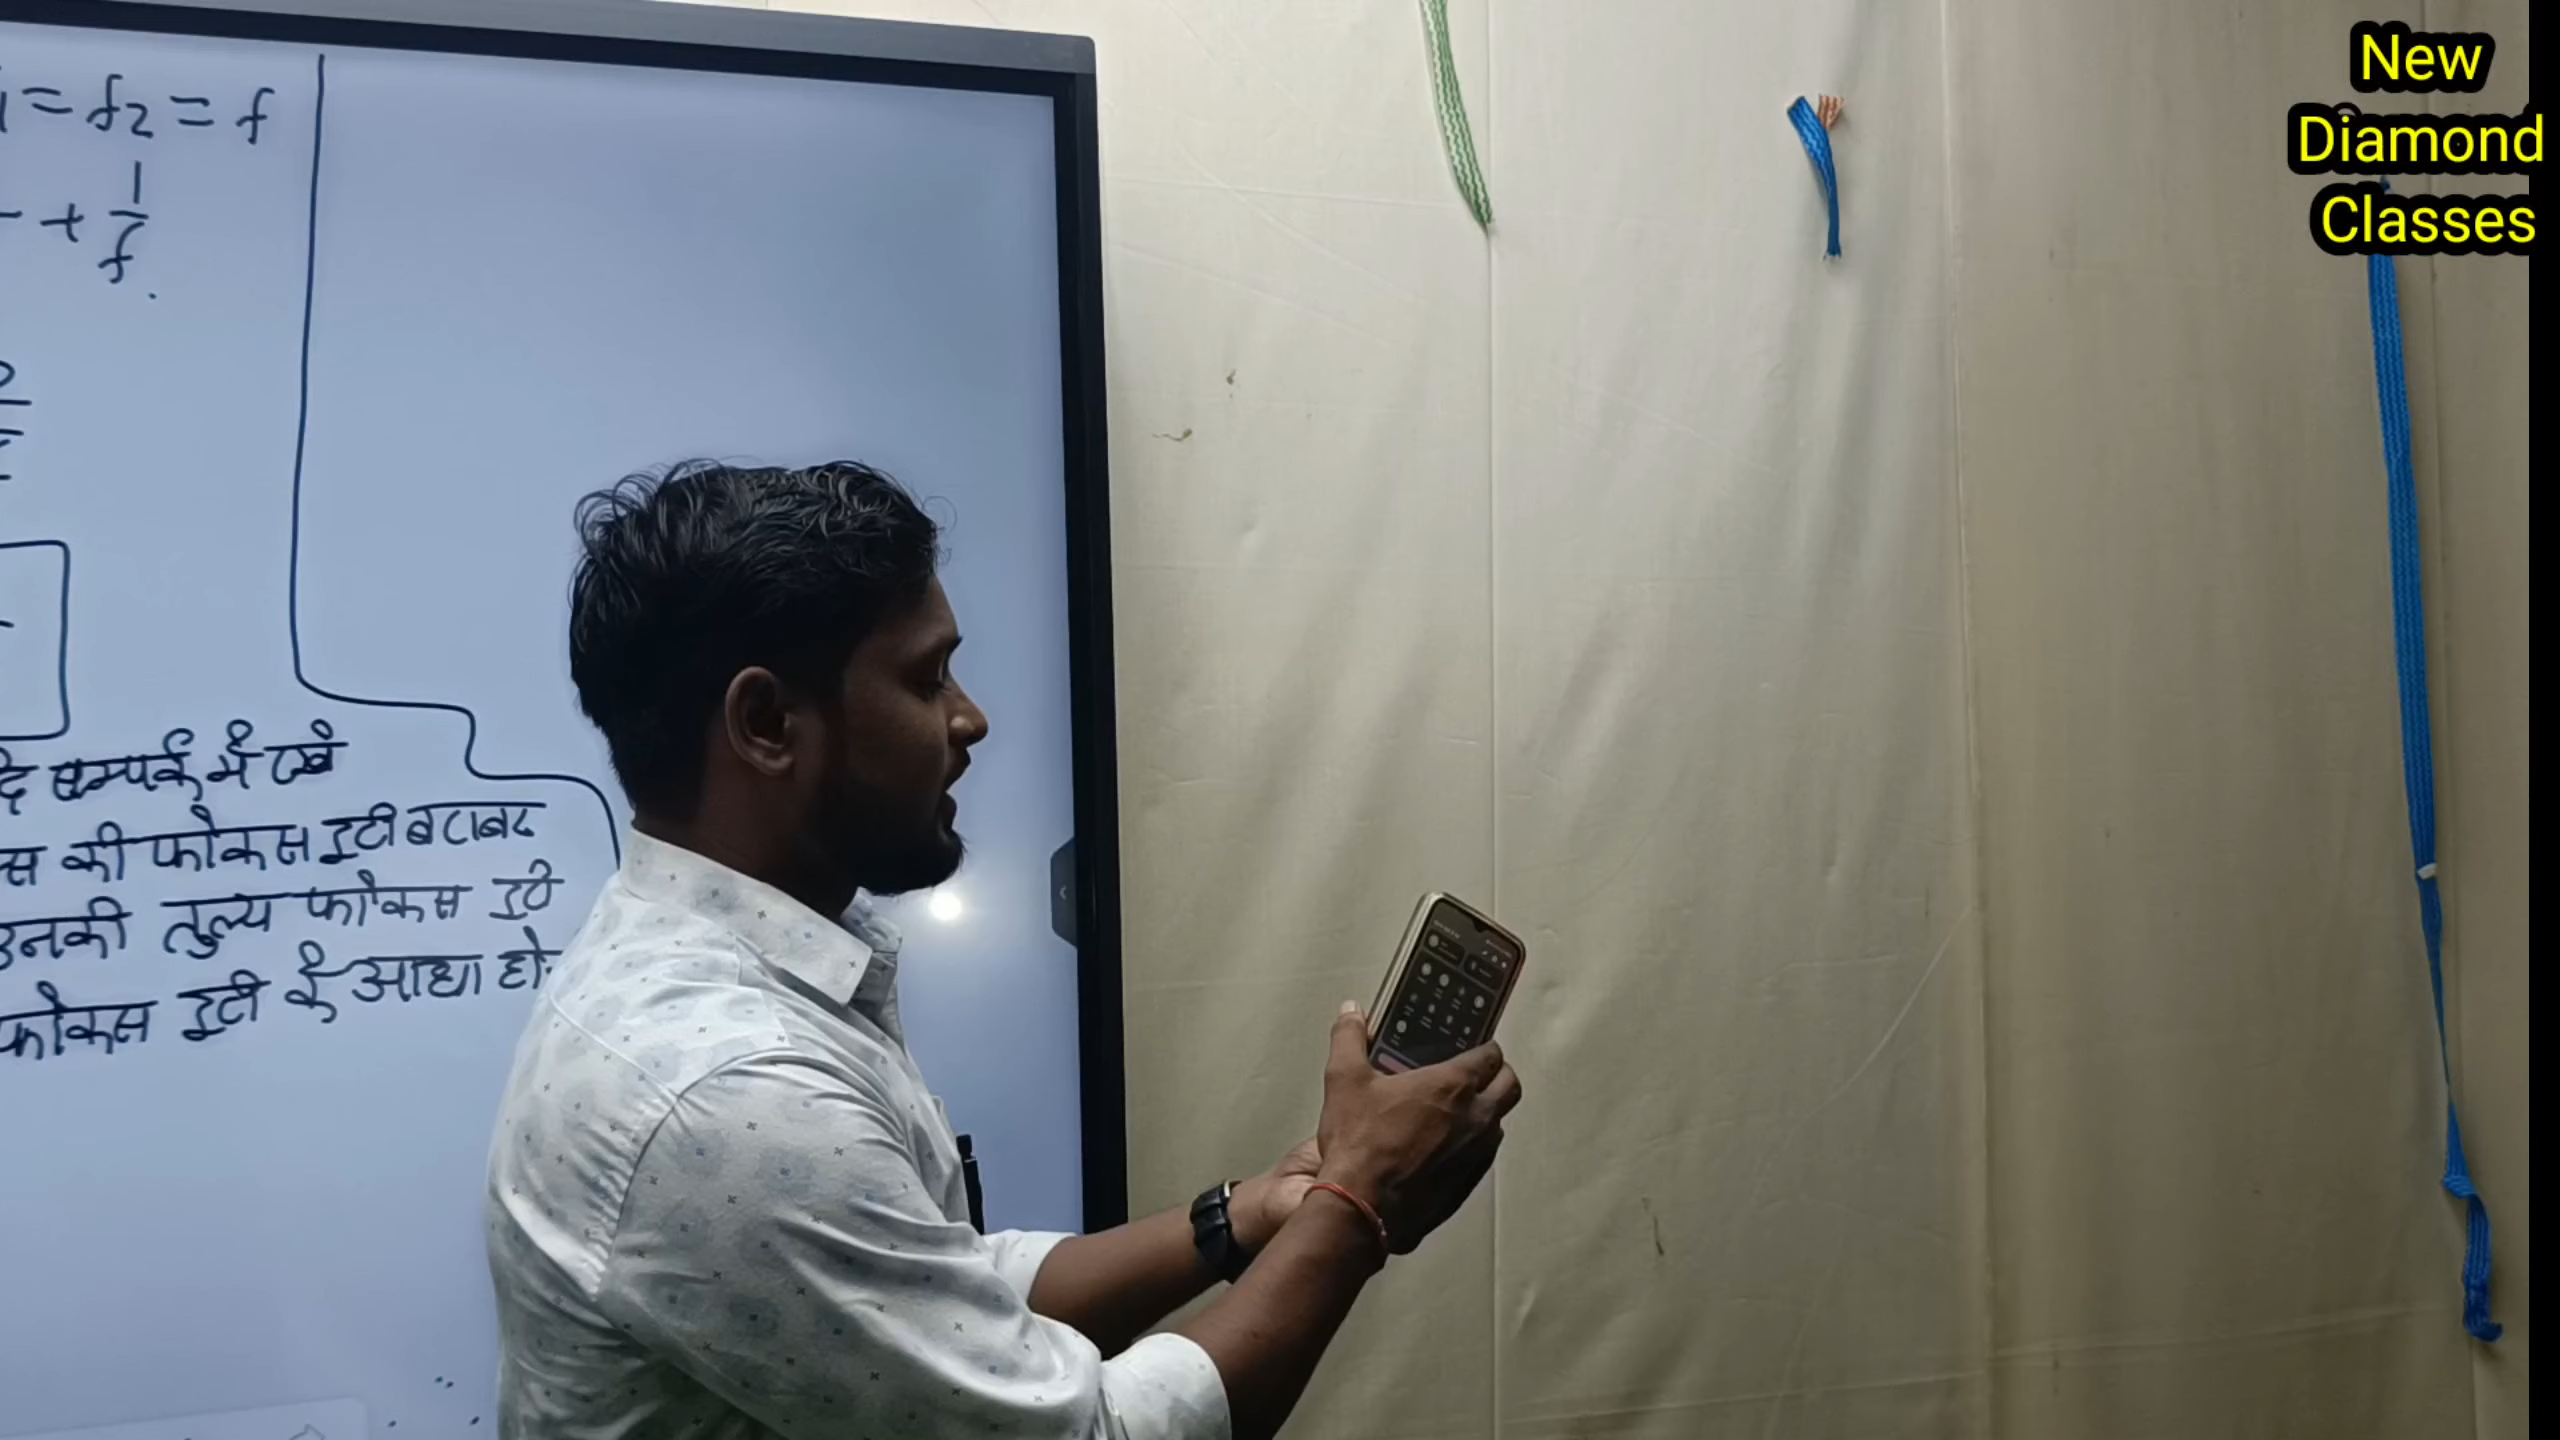 = f2 = f
+ 1/f
सम्पर्क में रखे
की फोकस दुरी बराबर
उनकी तुल्य फोकस दुरी
फोकस दुरी के आधा हो
New
Diamond
Classes